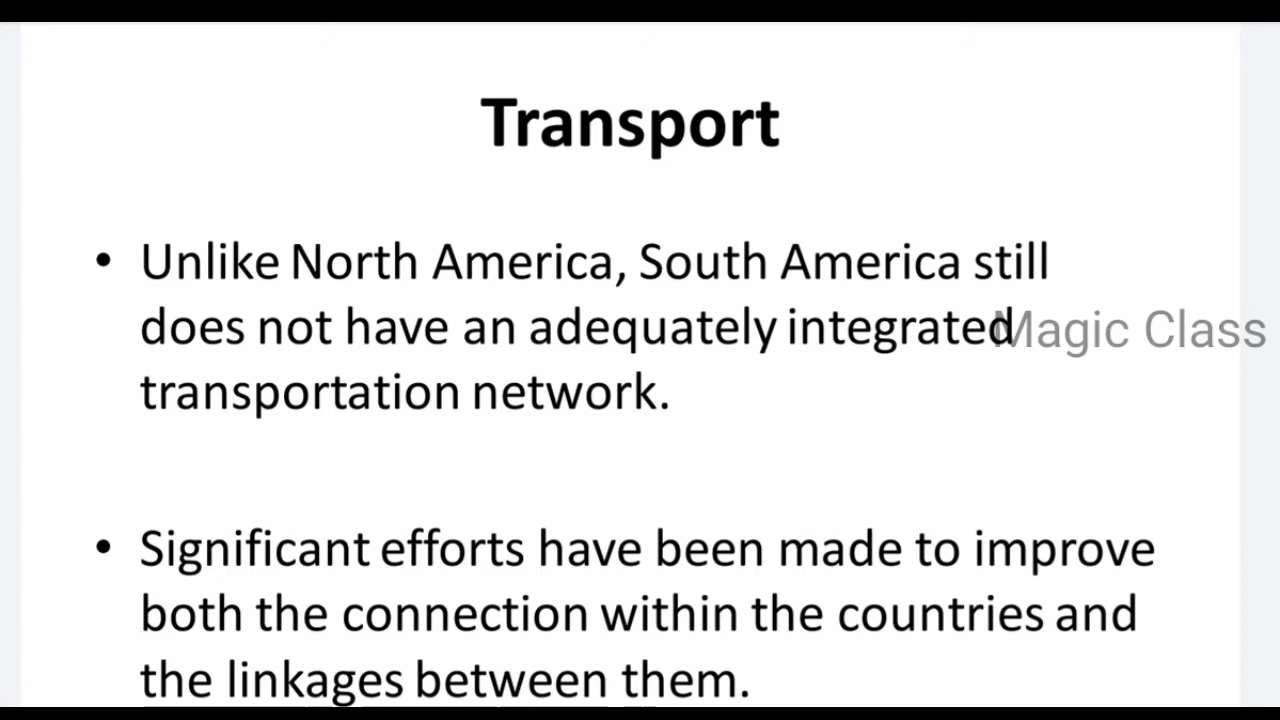 Transport
• Unlike North America, South America still
does not have an adequately integrated
Magic Class
transportation network.
• Significant efforts have been made to improve
both the connection within the countries and
the linkages between them.